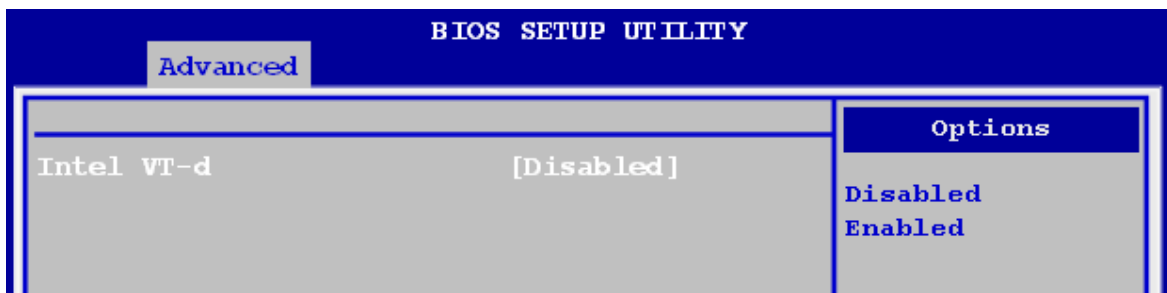 BIOS SETUP UTILITY
Advanced
Intel VT-d [Disabled]
Options
Disabled
Enabled